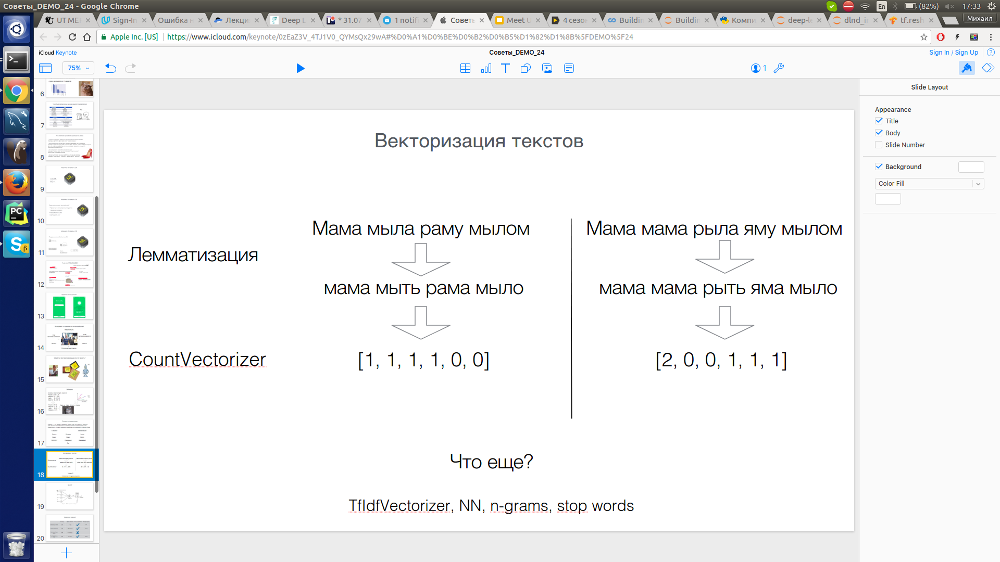 Советы_DEMO_24 - Google Chrome
En
(82%)
17:33
UT MEI
Sign-In
Ошибка н
Лекци
Deep L
* 31.07
1 notif
Советы
Meet U
4 сезо
Buildin
Buildin
Компи
deep-le
dlnd_ir
tf.resh
Михаил
Apple Inc. [US]
https://www.icloud.com/keynote/0zEaZ3V_4TJ1V0_QYMsQx29wA#%D0%A1%D0%BE%D0%B2%D0%B5%D1%82%D1%8B%5FDEMO%5F24
iCloud Keynote
Советы_DEMO_24
Sign In / Sign Up
75%
1
6
7
8
9
10
11
12
13
14
15
16
17
18
19
20
Векторизация текстов
Мама мыла раму мылом
Мама мама рыла яму мылом
Лемматизация
мама мыть рама мыло
мама мама рыть яма мыло
CountVectorizer
[1, 1, 1, 1, 0, 0]
[2, 0, 0, 1, 1, 1]
Что еще?
TfIdfVectorizer, NN, n-grams, stop words
Slide Layout
Appearance
Title
Body
Slide Number
Background
Color Fill